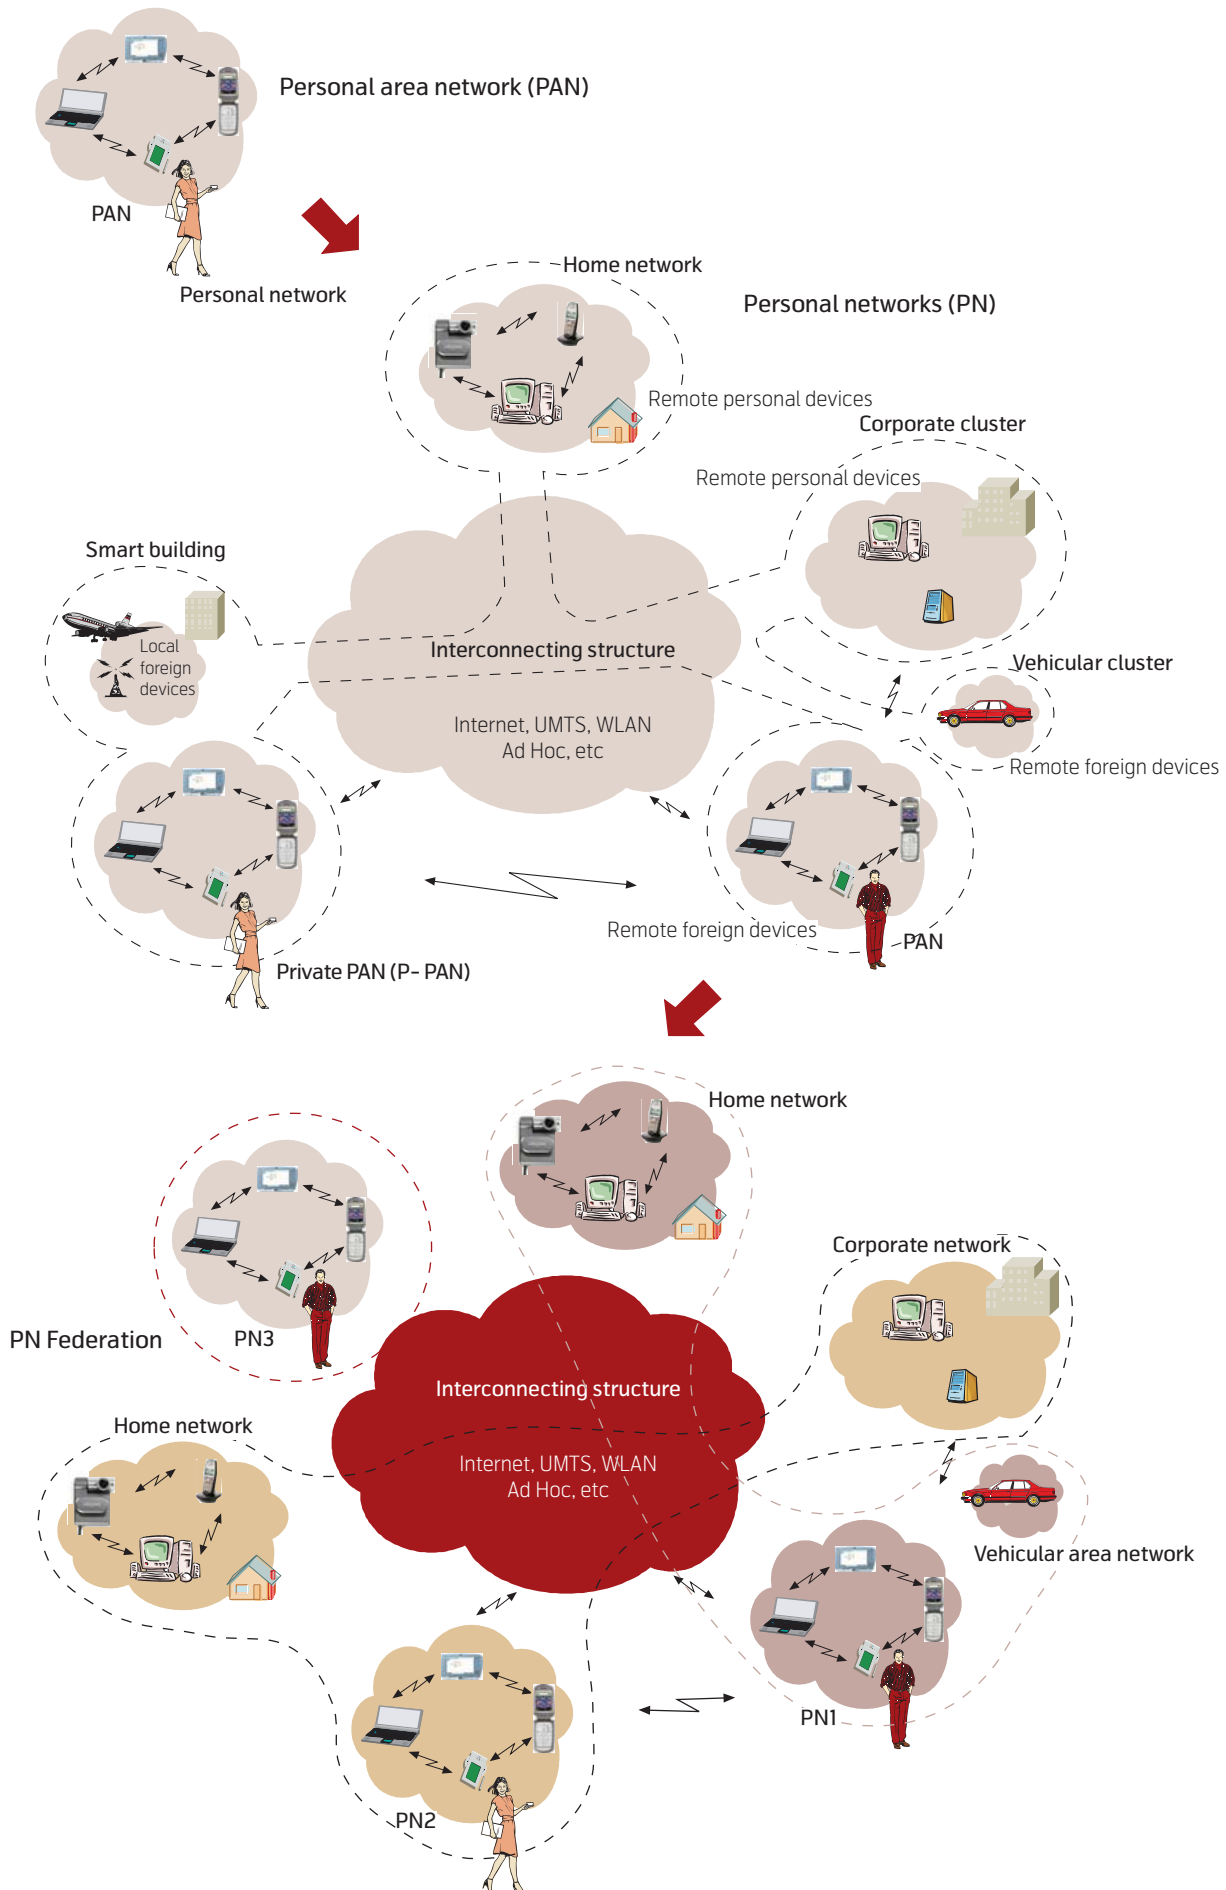 Personal area network (PAN)
PAN
Personal network
Home network
Personal networks (PN)
Remote personal devices
Corporate cluster
Remote personal devices
Smart building
Local
foreign
devices
Interconnecting structure
Internet, UMTS, WLAN
Ad Hoc, etc
Vehicular cluster
Remote foreign devices
Remote foreign devices
PAN
Private PAN (P- PAN)
Home network
Corporate network
PN3
PN Federation
Interconnecting structure
Internet, UMTS, WLAN
Ad Hoc, etc
Home network
Vehicular area network
PN1
PN2